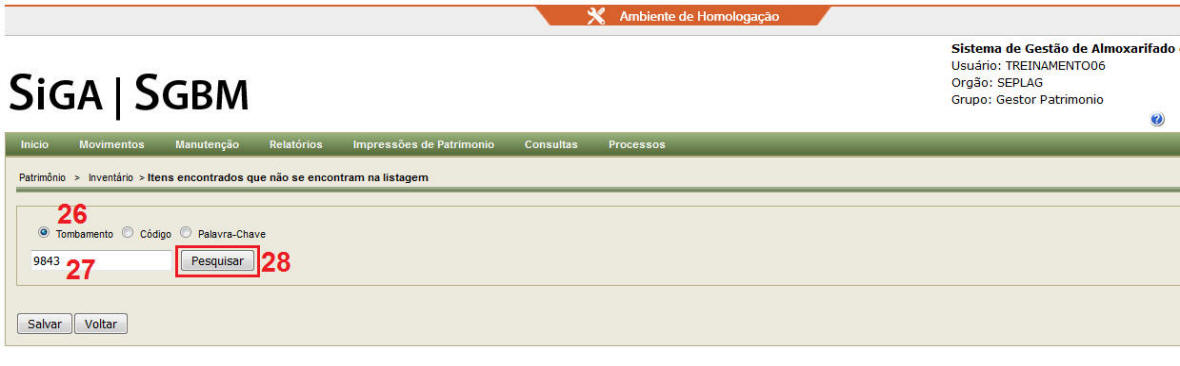 Ambiente de Homologação
Sistema de Gestão de Almoxarifado
Usuário: TREINAMENTO06
Orgão: SEPLAG
Grupo: Gestor Patrimonio
?
SIGA | SGBM
Inicio Movimentos Manutenção Relatórios Impressões de Patrimonio Consultas Processos
Patrimônio > Inventário > Itens encontrados que não se encontram na listagem
26
Tombamento Código Palavra-Chave
9843 27 Pesquisar 28
Salvar Voltar